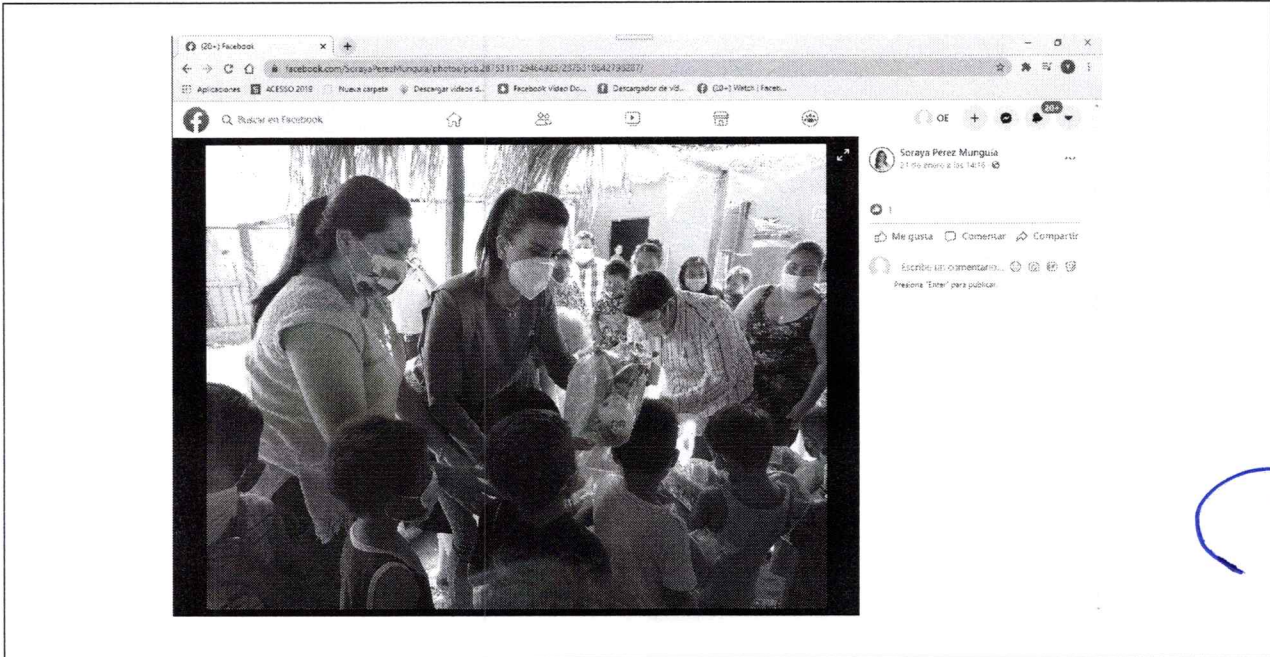 (20+) Facebook
facebook.com/SorayaPerezMunguia/photos/pcb.
Aplicaciones ACESSO 2018 Nueva carpeta Descargar videos d... Facebook Video Do... Descargador de vid... (20+) Watch | Faceb...
Buscar en Facebook
OE
20+
Soraya Pérez Munguía
21 de enero a las 14:16
1
Me gusta Comentar Compartir
Escribe un comentario...
Presiona "Enter" para publicar.